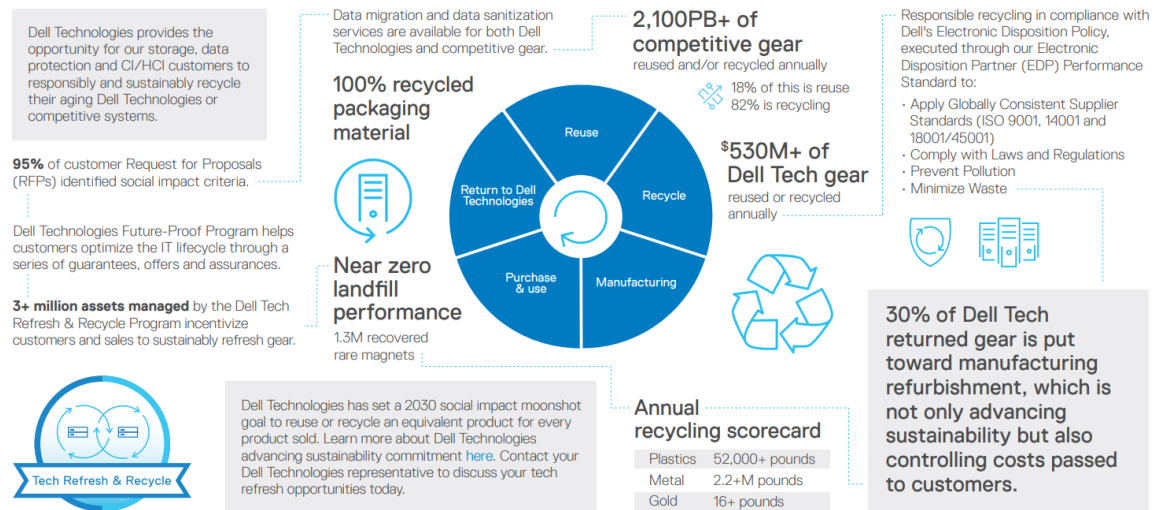 Dell Technologies provides the
opportunity for our storage, data
protection and CI/HCI customers to
responsibly and sustainably recycle
their aging Dell Technologies or
competitive systems.
95% of customer Request for Proposals
(RFPs) identified social impact criteria.
Dell Technologies Future-Proof Program helps
customers optimize the IT lifecycle through a
series of guarantees, offers and assurances.
3+ million assets managed by the Dell Tech
Refresh & Recycle Program incentivize
customers and sales to sustainably refresh gear.
Tech Refresh & Recycle
Data migration and data sanitization
services are available for both Dell
Technologies and competitive gear.
100% recycled
packaging
material
Near zero
landfill
performance
1.3M recovered
rare magnets
Reuse
Recycle
Manufacturing
Purchase
& use
Return to Dell
Technologies
Dell Technologies has set a 2030 social impact moonshot
goal to reuse or recycle an equivalent product for every
product sold. Learn more about Dell Technologies
advancing sustainability commitment here. Contact your
Dell Technologies representative to discuss your tech
refresh opportunities today.
2,100PB+ of
competitive gear
reused and/or recycled annually
18% of this is reuse
82% is recycling
$530M+ of
Dell Tech gear
reused or recycled
annually
Annual
recycling scorecard
Plastics 52,000+ pounds
Metal 2.2+M pounds
Gold 16+ pounds
Responsible recycling in compliance with
Dell's Electronic Disposition Policy,
executed through our Electronic
Disposition Partner (EDP) Performance
Standard to:
· Apply Globally Consistent Supplier
Standards (ISO 9001, 14001 and
18001/45001)
· Comply with Laws and Regulations
· Prevent Pollution
· Minimize Waste
30% of Dell Tech
returned gear is put
toward manufacturing
refurbishment, which is
not only advancing
sustainability but also
controlling costs passed
to customers.